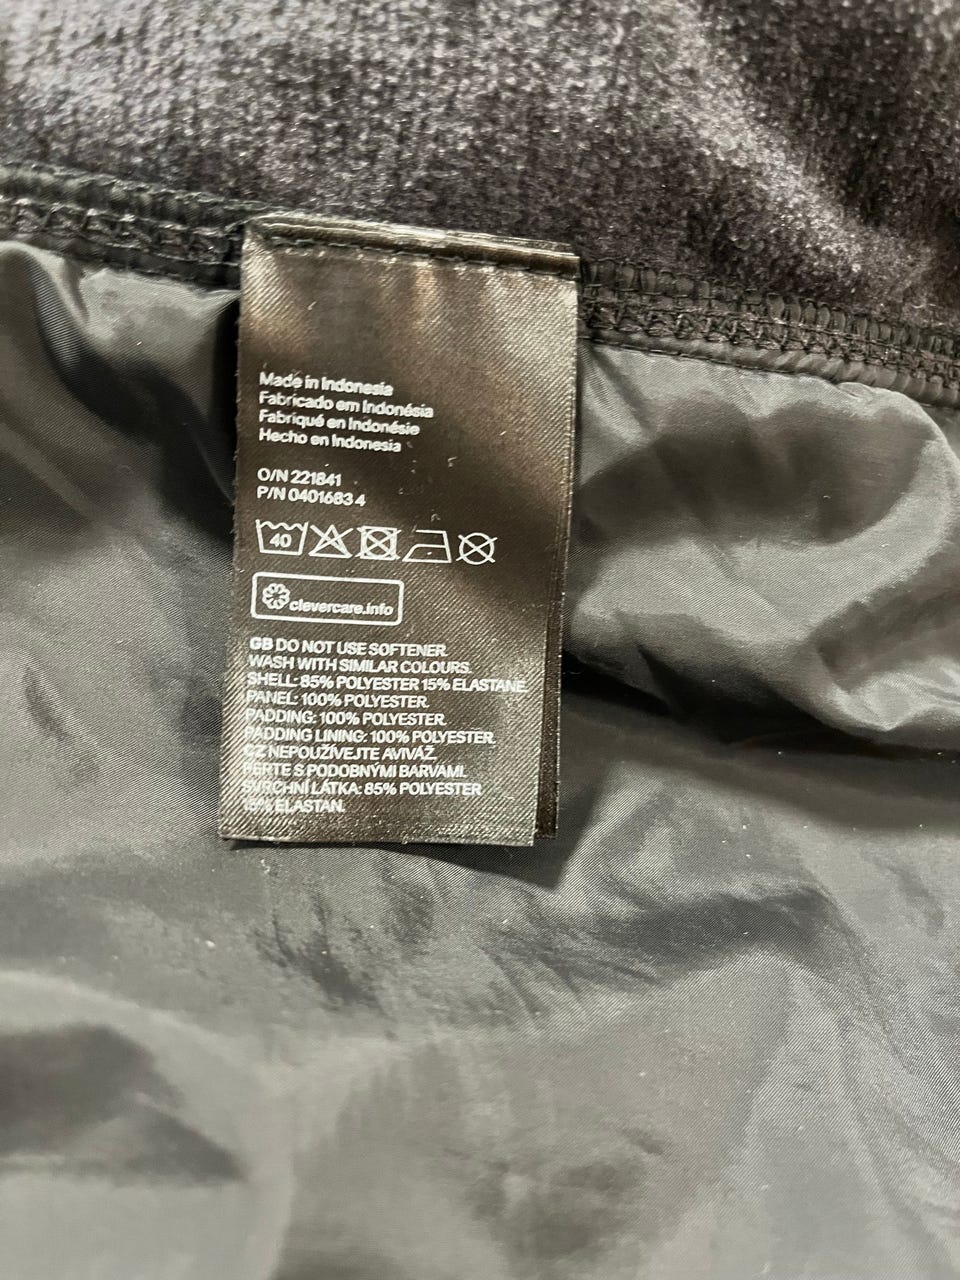 Made in Indonesia
Fabricado em Indonésia
Fabriqué en Indonésie
Hecho en Indonesia
O/N 221841
P/N 0401683 4
40
clevercare.info
GB DO NOT USE SOFTENER.
WASH WITH SIMILAR COLOURS.
SHELL: 85% POLYESTER 15% ELASTANE.
PANEL: 100% POLYESTER.
PADDING: 100% POLYESTER.
PADDING LINING: 100% POLYESTER.
CZ NEPOUŽÍVEJTE AVIVÁŽ.
PERTE S PODOBNÝMI BARVAMI.
SVRCHNÍ LÁTKA: 85% POLYESTER
15% ELASTAN.